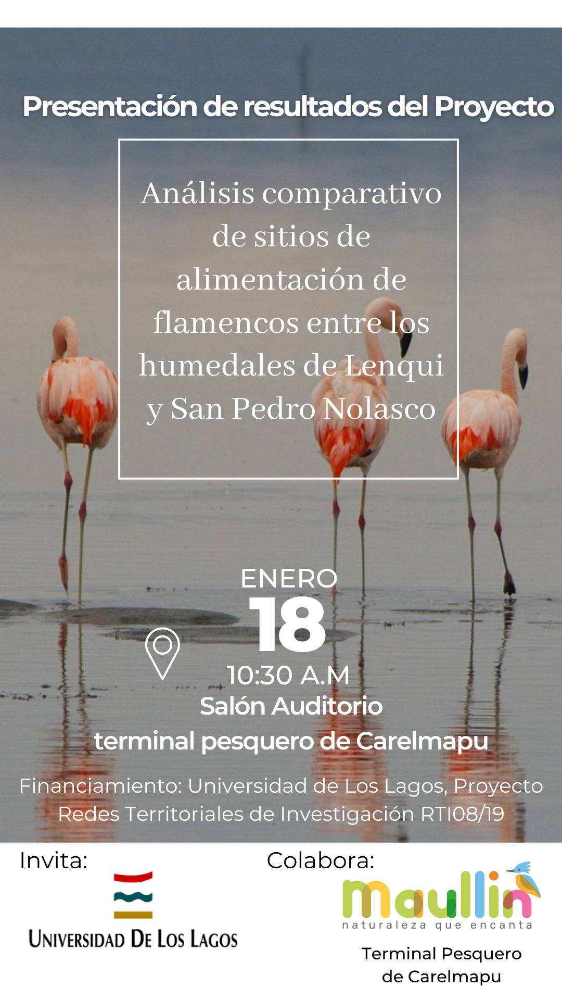 Presentación de resultados del Proyecto
Análisis comparativo
de sitios de
alimentación de
flamencos entre los
humedales de Lenqui
y San Pedro Nolasco
ENERO
18
10:30 A.M
Salón Auditorio
terminal pesquero de Carelmapu
Financiamiento: Universidad de Los Lagos, Proyecto
Redes Territoriales de Investigación RTI08/19
Invita:
UNIVERSIDAD DE LOS LAGOS
Colabora:
maullin
naturaleza que encanta
Terminal Pesquero
de Carelmapu